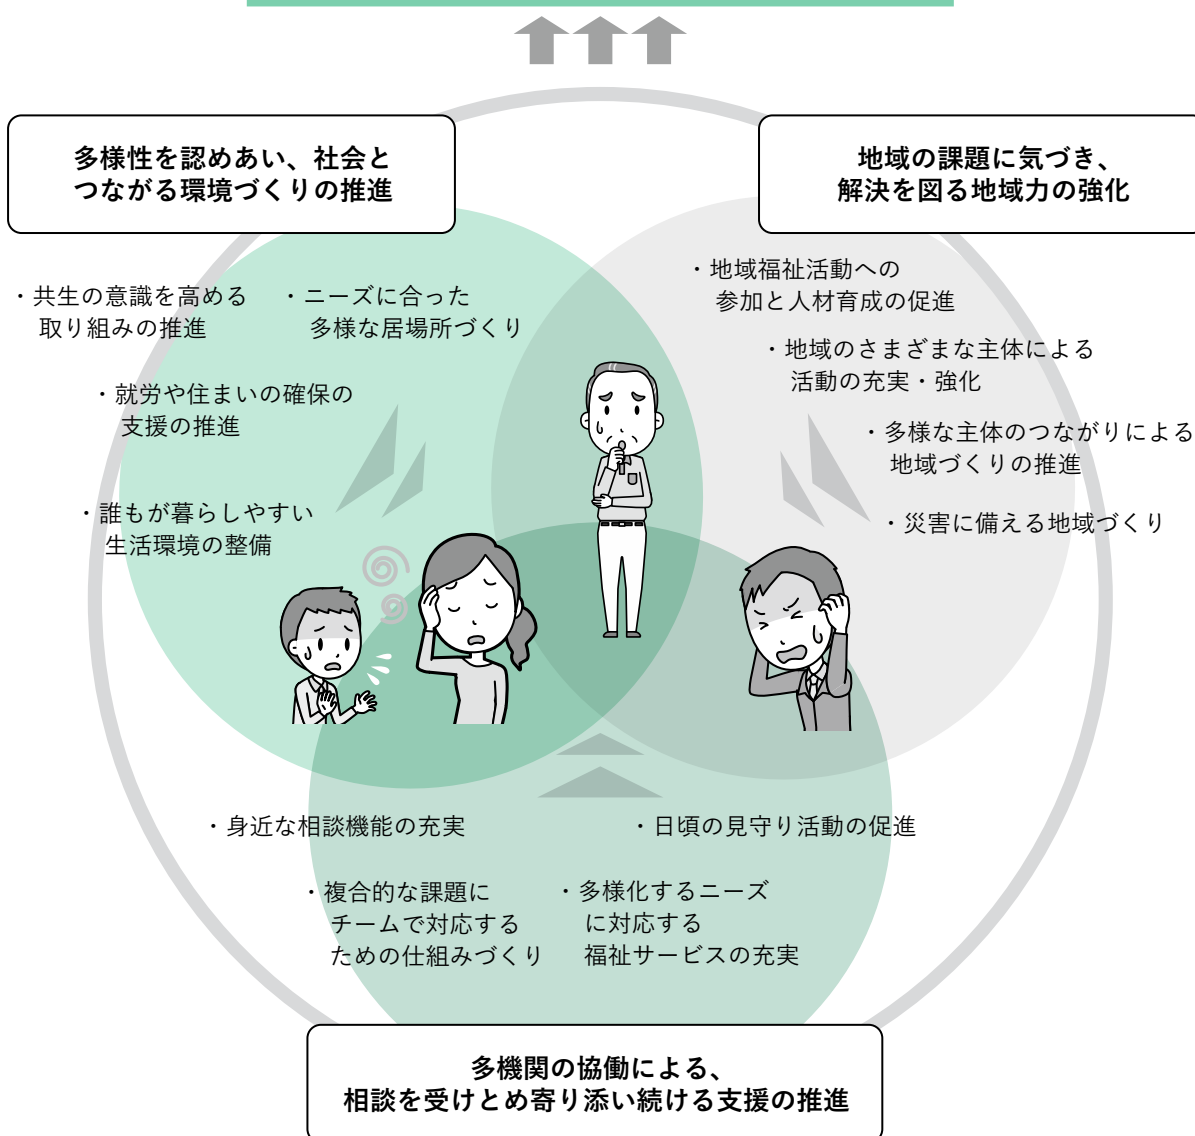 多様性を認めあい、社会と
つながる環境づくりの推進
地域の課題に気づき、
解決を図る地域力の強化
・共生の意識を高める
取り組みの推進
・ニーズに合った
多様な居場所づくり
・就労や住まいの確保の
支援の推進
・誰もが暮らしやすい
生活環境の整備
・地域福祉活動への
参加と人材育成の促進
・地域のさまざまな主体による
活動の充実・強化
・多様な主体のつながりによる
地域づくりの推進
・災害に備える地域づくり
・身近な相談機能の充実
・日頃の見守り活動の促進
・複合的な課題に
チームで対応する
ための仕組みづくり
・多様化するニーズ
に対応する
福祉サービスの充実
多機関の協働による、
相談を受けとめ寄り添い続ける支援の推進